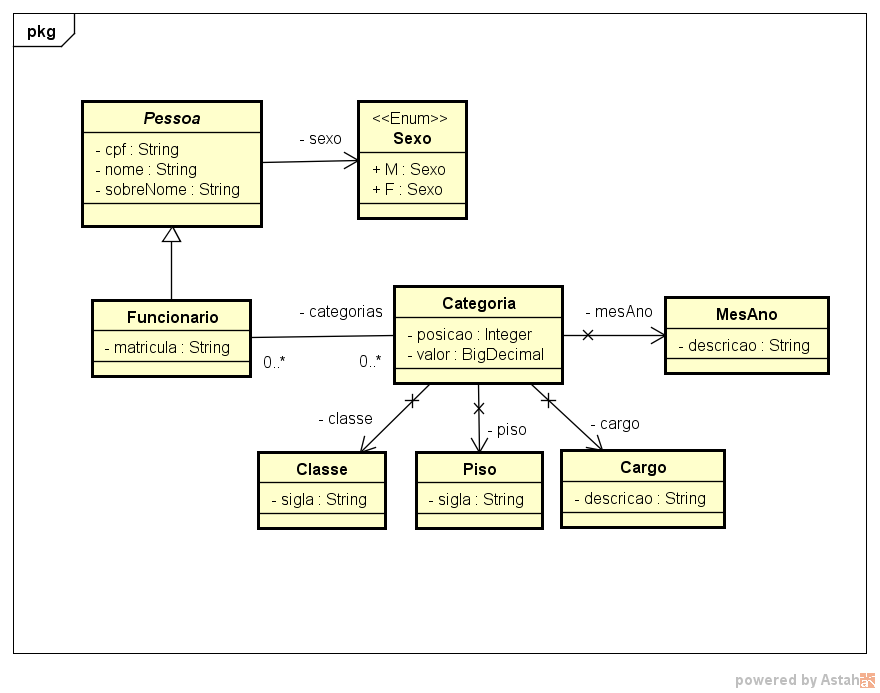 pkg
Pessoa
- cpf : String
- nome : String
- sobreNome : String
- sexo
<<Enum>>
Sexo
+ M : Sexo
+ F : Sexo
Funcionario
- matricula : String
- categorias
0..*
0..*
Categoria
- posicao : Integer
- valor : BigDecimal
- mesAno
MesAno
- descricao : String
- classe
- piso
- cargo
Classe
- sigla : String
Piso
- sigla : String
Cargo
- descricao : String
powered by Astah